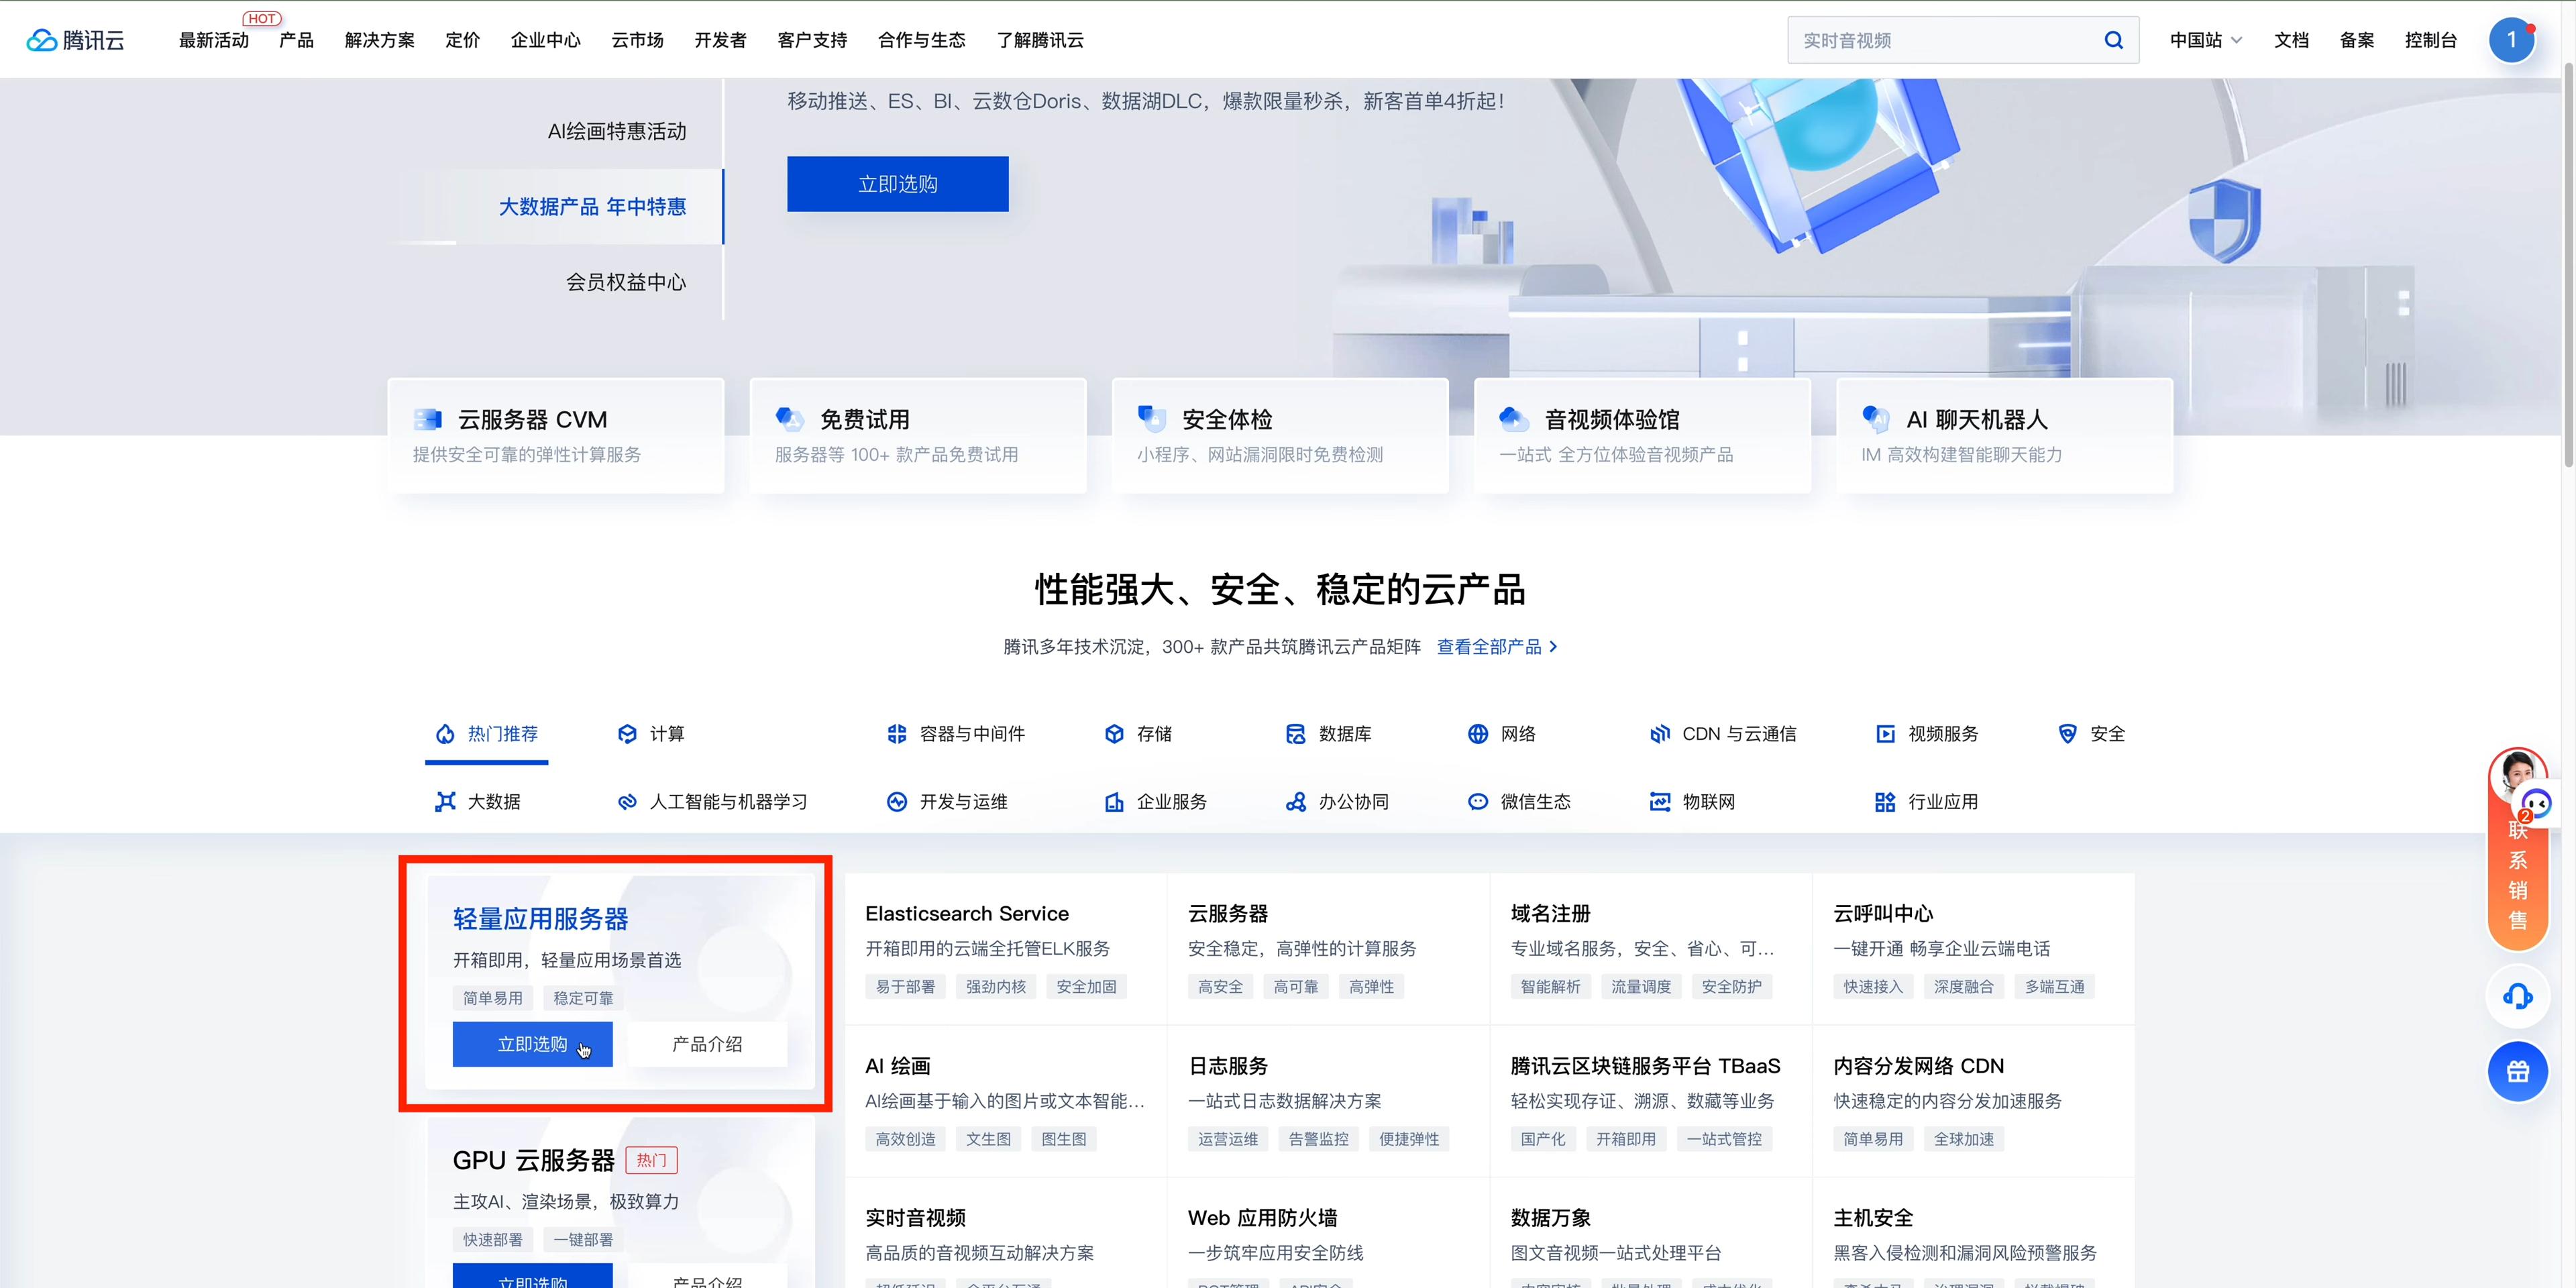 腾讯云
最新活动
HOT
产品
解决方案
定价
企业中心
云市场
开发者
客户支持
合作与生态
了解腾讯云
实时音视频
中国站
文档
备案
控制台
1
AI绘画特惠活动
大数据产品 年中特惠
会员权益中心
移动推送、ES、BI、云数仓Doris、数据湖DLC，爆款限量秒杀，新客首单4折起！
立即选购
云服务器 CVM
提供安全可靠的弹性计算服务
免费试用
服务器等 100+ 款产品免费试用
安全体检
小程序、网站漏洞限时免费检测
音视频体验馆
一站式 全方位体验音视频产品
AI 聊天机器人
IM 高效构建智能聊天能力
性能强大、安全、稳定的云产品
腾讯多年技术沉淀，300+ 款产品共筑腾讯云产品矩阵 查看全部产品
热门推荐
计算
容器与中间件
存储
数据库
网络
CDN 与云通信
视频服务
安全
大数据
人工智能与机器学习
开发与运维
企业服务
办公协同
微信生态
物联网
行业应用
轻量应用服务器
开箱即用，轻量应用场景首选
简单易用 稳定可靠
立即选购 产品介绍
GPU 云服务器 热门
主攻AI、渲染场景，极致算力
快速部署 一键部署
立即选购 产品介绍
Elasticsearch Service
开箱即用的云端全托管ELK服务
易于部署 强劲内核 安全加固
云服务器
安全稳定，高弹性的计算服务
高安全 高可靠 高弹性
域名注册
专业域名服务，安全、省心、可…
智能解析 流量调度 安全防护
云呼叫中心
一键开通 畅享企业云端电话
快速接入 深度融合 多端互通
AI 绘画
AI绘画基于输入的图片或文本智能…
高效创造 文生图 图生图
日志服务
一站式日志数据解决方案
运营运维 告警监控 便捷弹性
腾讯云区块链服务平台 TBaaS
轻松实现存证、溯源、数藏等业务
国产化 开箱即用 一站式管控
内容分发网络 CDN
快速稳定的内容分发加速服务
简单易用 全球加速
实时音视频
高品质的音视频互动解决方案
Web 应用防火墙
一步筑牢应用安全防线
数据万象
图文音视频一站式处理平台
主机安全
黑客入侵检测和漏洞风险预警服务
2
联
系
销
售